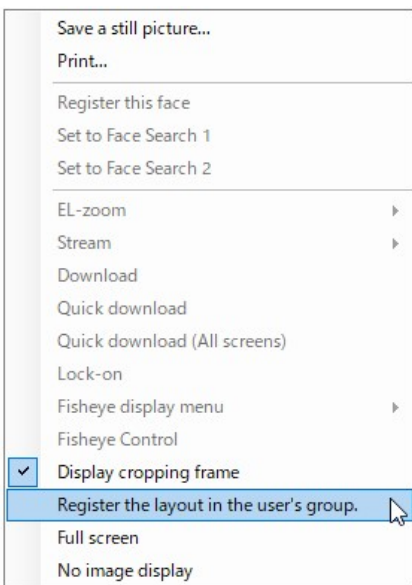 Save a still picture...
Print...
Register this face
Set to Face Search 1
Set to Face Search 2
EL-zoom
Stream
Download
Quick download
Quick download (All screens)
Lock-on
Fisheye display menu
Fisheye Control
Display cropping frame
Register the layout in the user's group.
Full screen
No image display